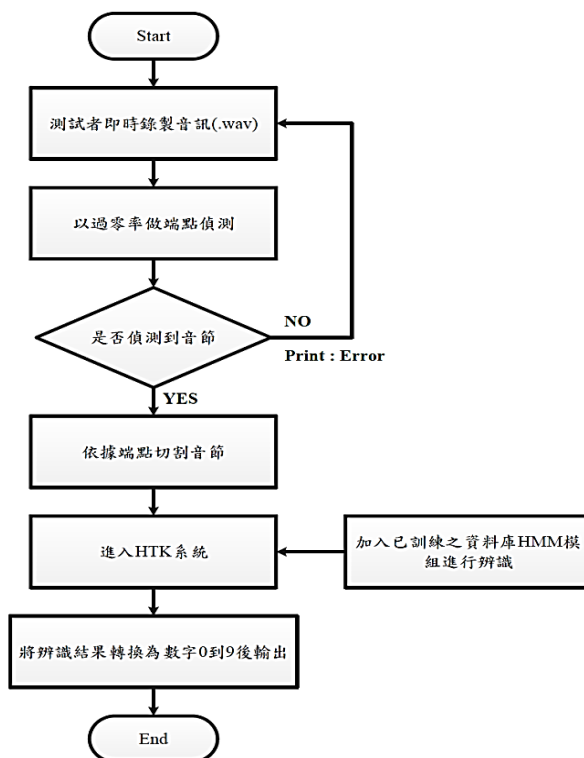 Start
測試者即時錄製音訊(.wav)
以過零率做端點偵測
是否偵測到音節
NO
Print : Error
YES
依據端點切割音節
進入HTK系統
加入已訓練之資料庫HMM模
組進行辨識
將辨識結果轉換為數字0到9後輸出
End